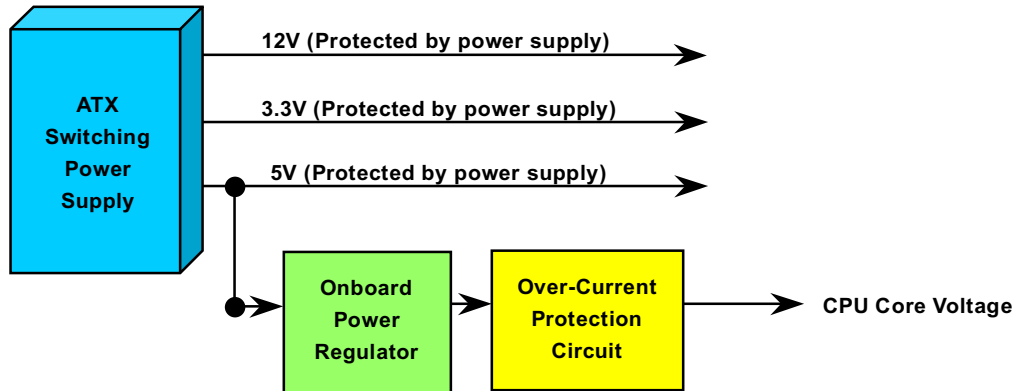 12V (Protected by power supply)
ATX
Switching
Power
Supply
3.3V (Protected by power supply)
5V (Protected by power supply)
Onboard
Power
Regulator
Over-Current
Protection
Circuit
CPU Core Voltage